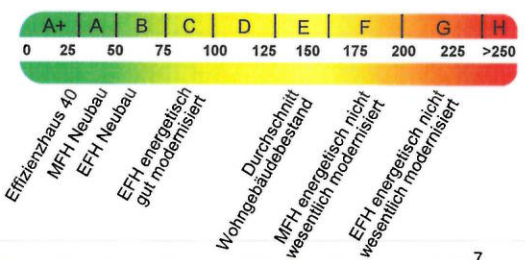 A+ A B C D E F G H
0 25 50 75 100 125 150 175 200 225 >250
Effizienzhaus 40
MFH Neubau
EFH Neubau
EFH energetisch
gut modernisiert
Durchschnitt
Wohngebäudebestand
MFH energetisch nicht
wesentlich modernisiert
EFH energetisch nicht
wesentlich modernisiert
7